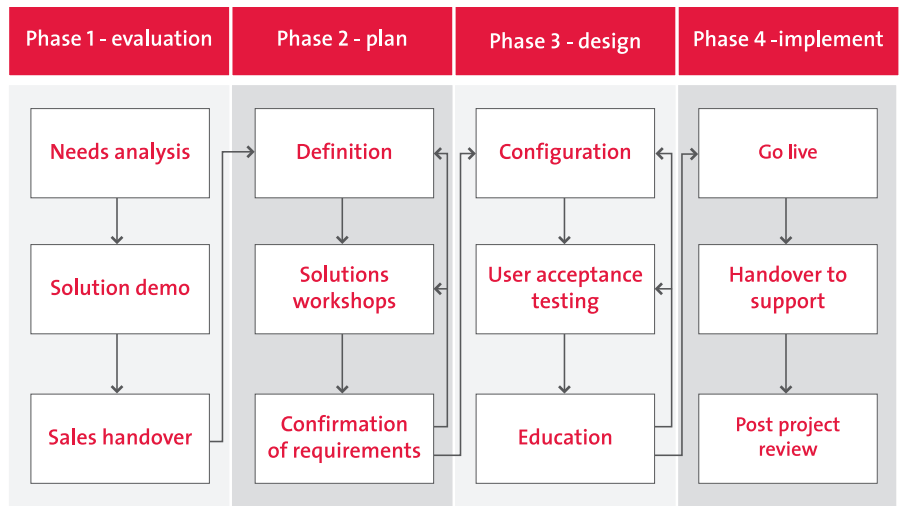 Phase 1 - evaluation
Phase 2 - plan
Phase 3 - design
Phase 4 -implement
Needs analysis
Solution demo
Sales handover
Definition
Solutions
workshops
Confirmation
of requirements
Configuration
User acceptance
testing
Education
Go live
Handover to
support
Post project
review